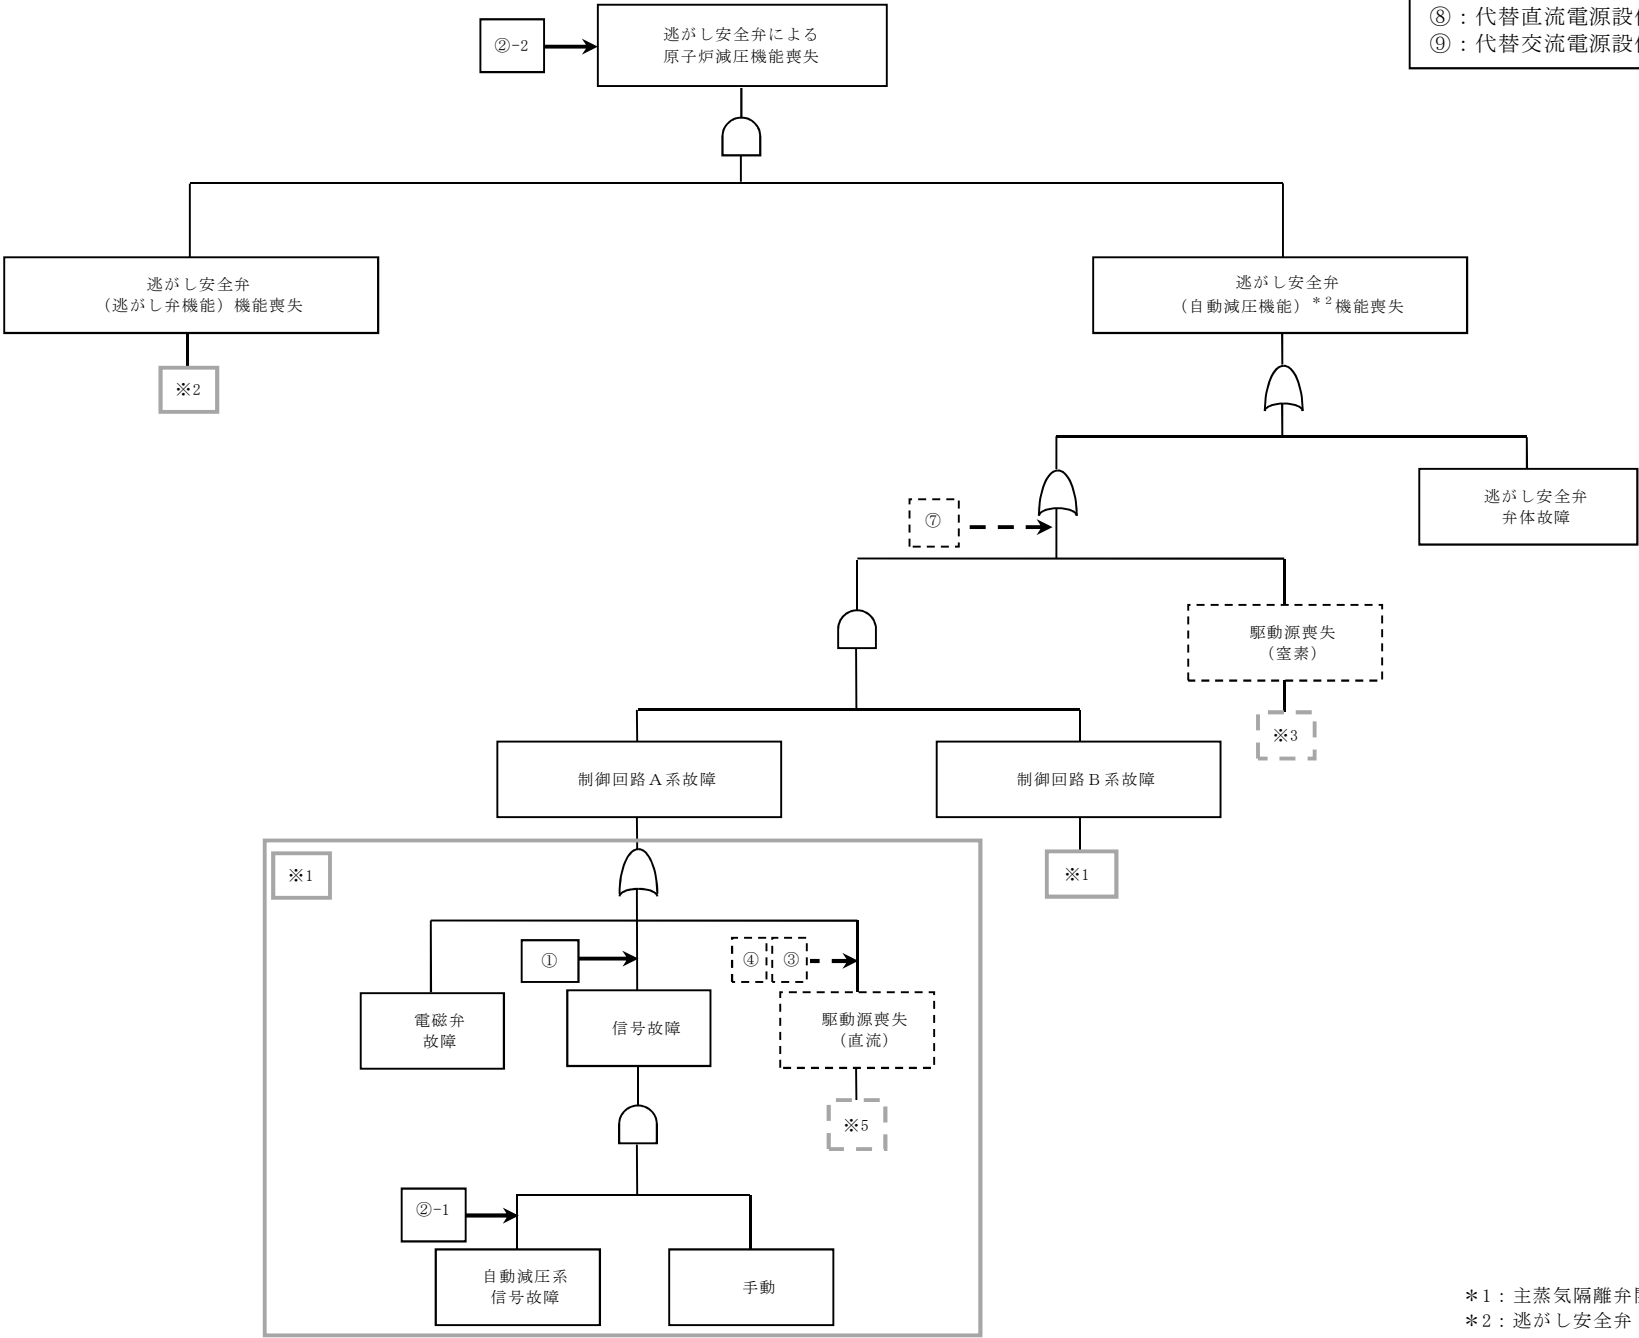 ⑧：代替直流電源設
⑨：代替交流電源設
②-2
逃がし安全弁による
原子炉減圧機能喪失
逃がし安全弁
（逃がし弁機能）機能喪失
逃がし安全弁
（自動減圧機能）＊２機能喪失
※2
逃がし安全弁
弁体故障
⑦
駆動源喪失
（窒素）
※3
制御回路Ａ系故障
制御回路Ｂ系故障
※1
※1
①
④
③
電磁弁
故障
信号故障
駆動源喪失
（直流）
※5
②-1
自動減圧系
信号故障
手動
＊1：主蒸気隔離弁
＊2：逃がし安全弁